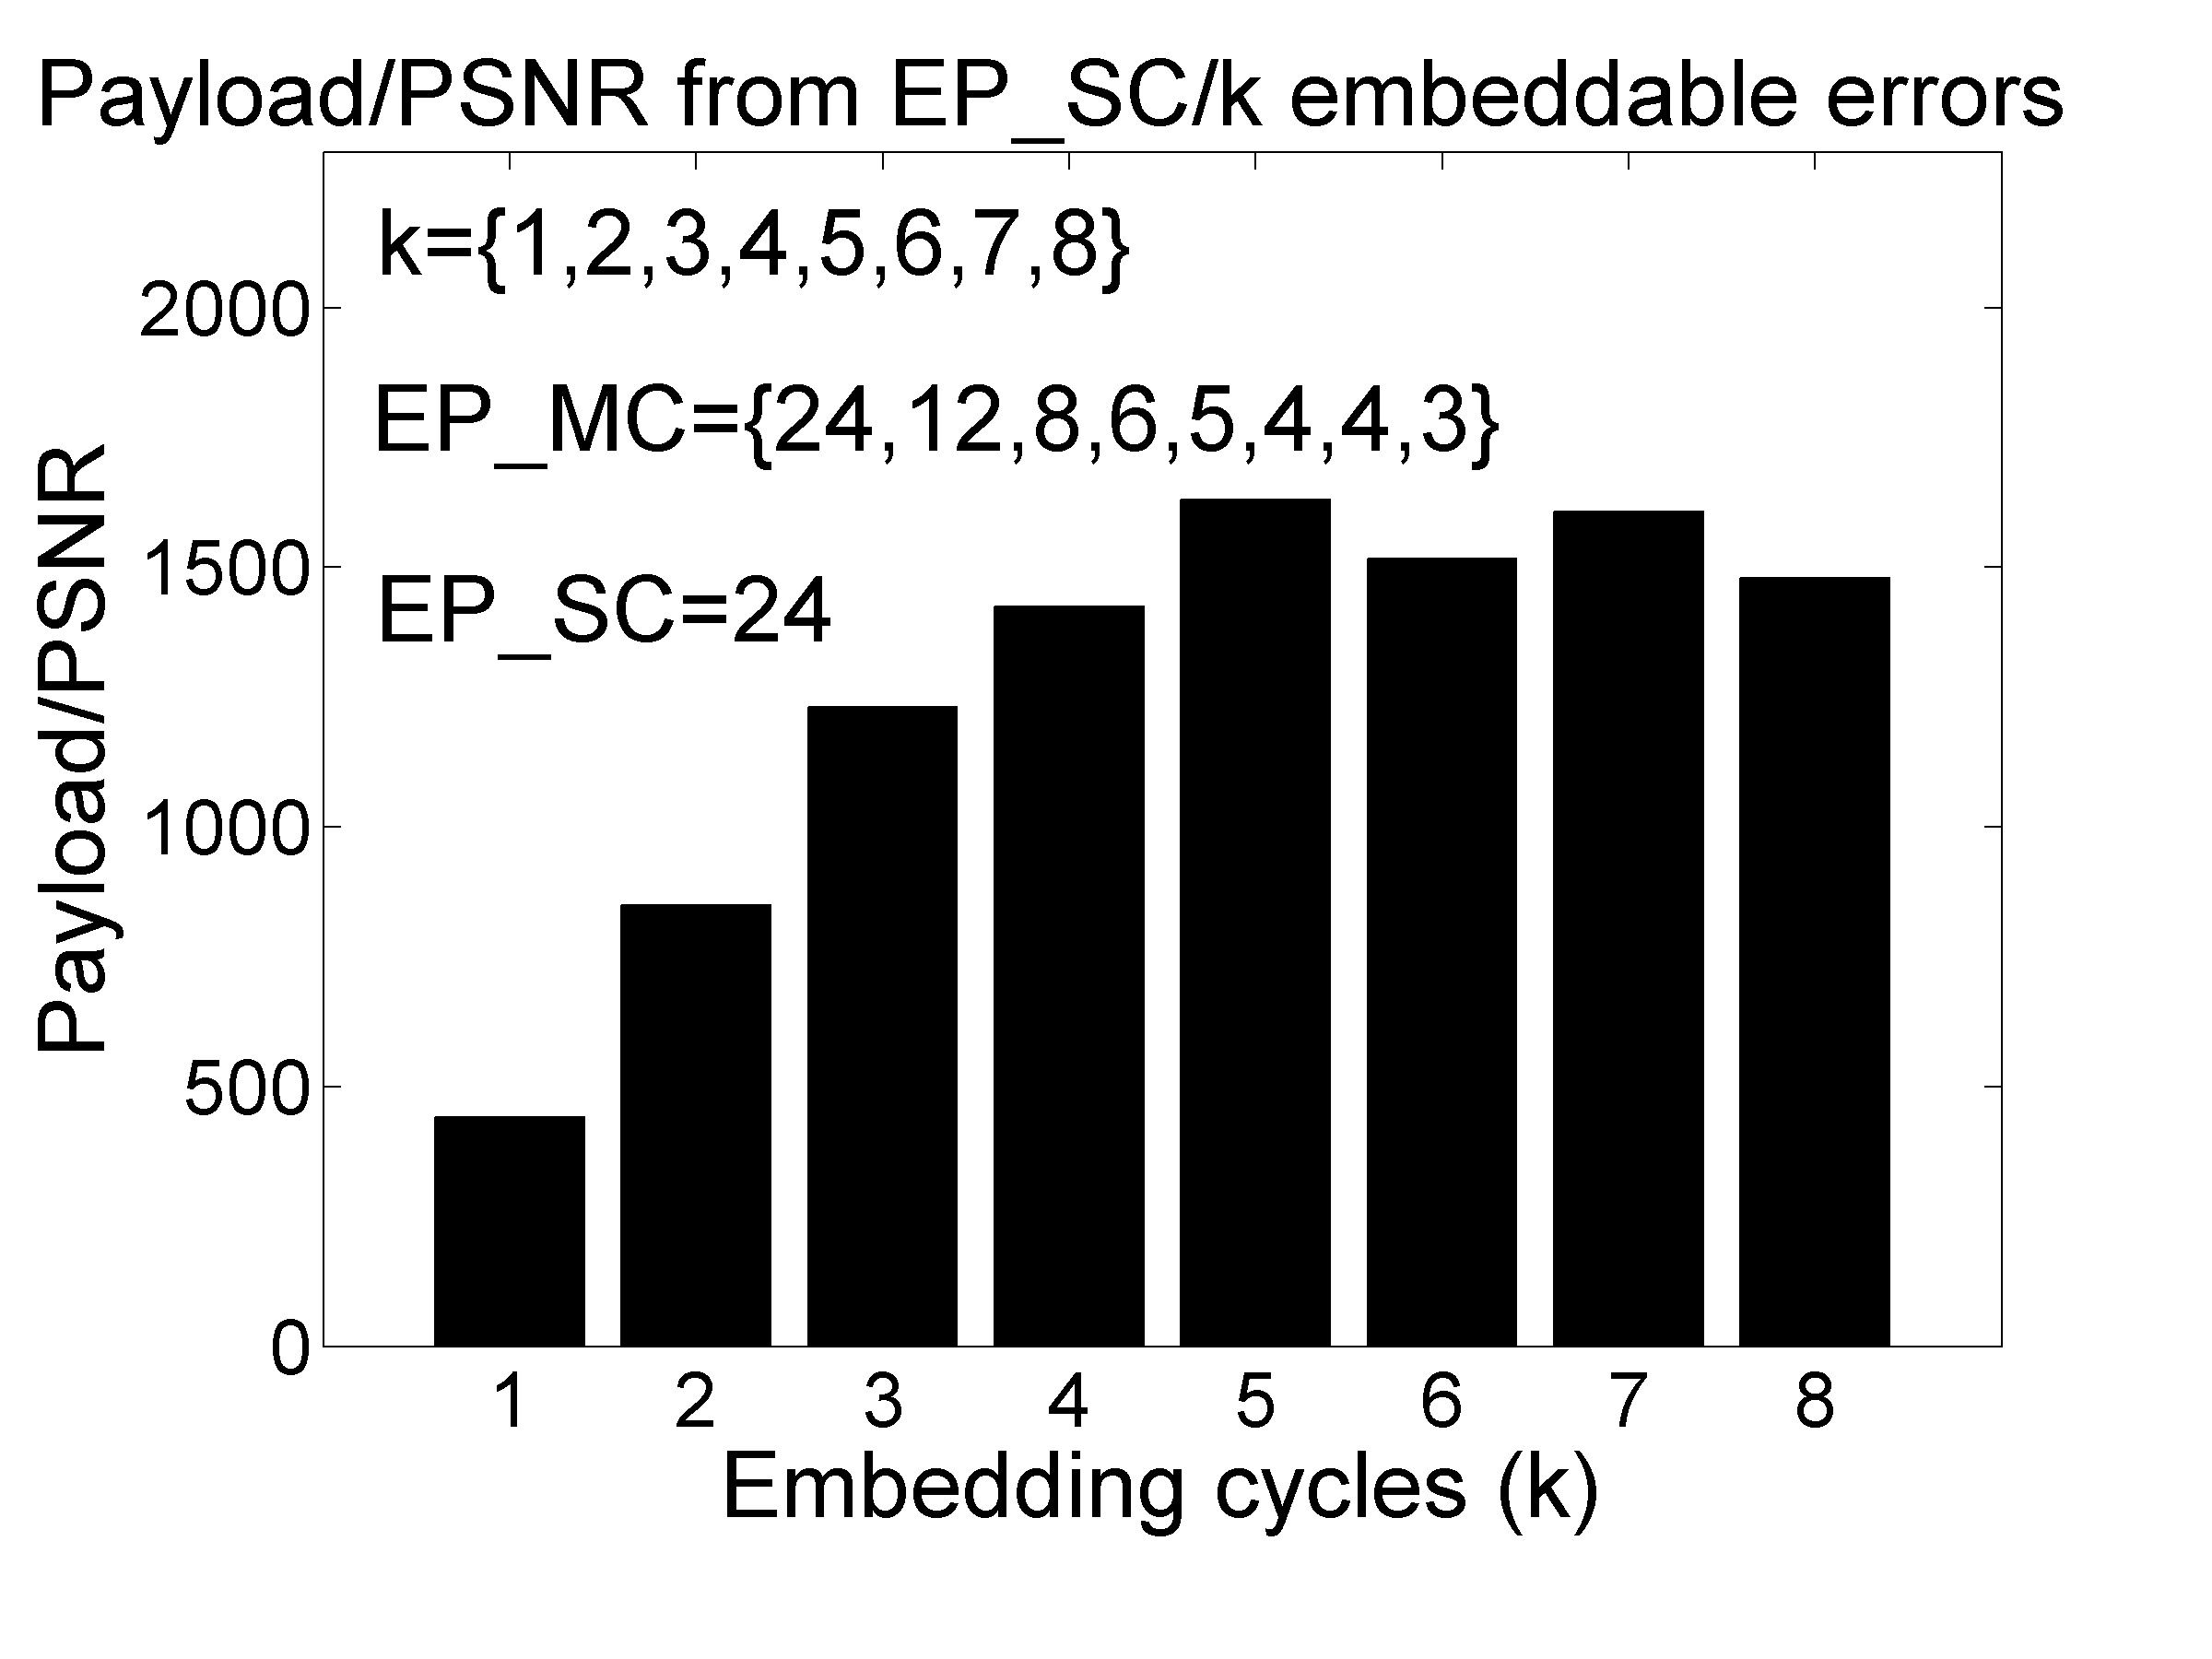 Payload/PSNR from EP_SC/k embeddable errors
k={1,2,3,4,5,6,7,8}
EP_MC={24,12,8,6,5,4,4,3}
EP_SC=24
Payload/PSNR
2000
1500
1000
500
0
1 2 3 4 5 6 7 8
Embedding cycles (k)